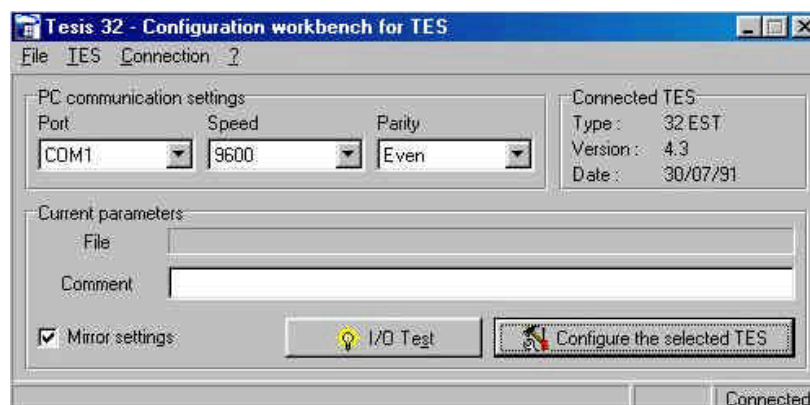 Tesis 32 - Configuration workbench for TES
File TES Connection ?
PC communication settings
Port Speed Parity
COM1 9600 Even
Connected TES
Type : 32 EST
Version : 4.3
Date : 30/07/91
Current parameters
File
Comment
Mirror settings
I/O Test
Configure the selected TES
Connected